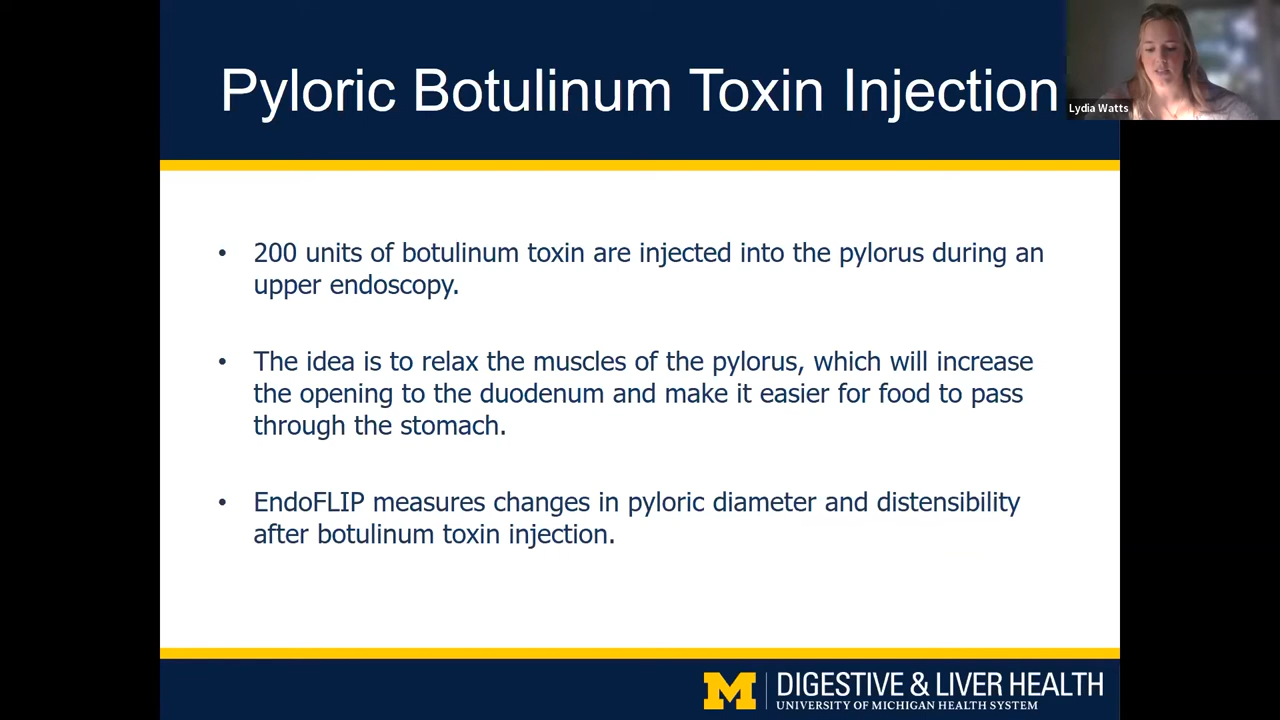 Pyloric Botulinum Toxin Injection
Lydia Watts
• 200 units of botulinum toxin are injected into the pylorus during an
upper endoscopy.
• The idea is to relax the muscles of the pylorus, which will increase
the opening to the duodenum and make it easier for food to pass
through the stomach.
• EndoFLIP measures changes in pyloric diameter and distensibility
after botulinum toxin injection.
M DIGESTIVE & LIVER HEALTH
UNIVERSITY OF MICHIGAN HEALTH SYSTEM